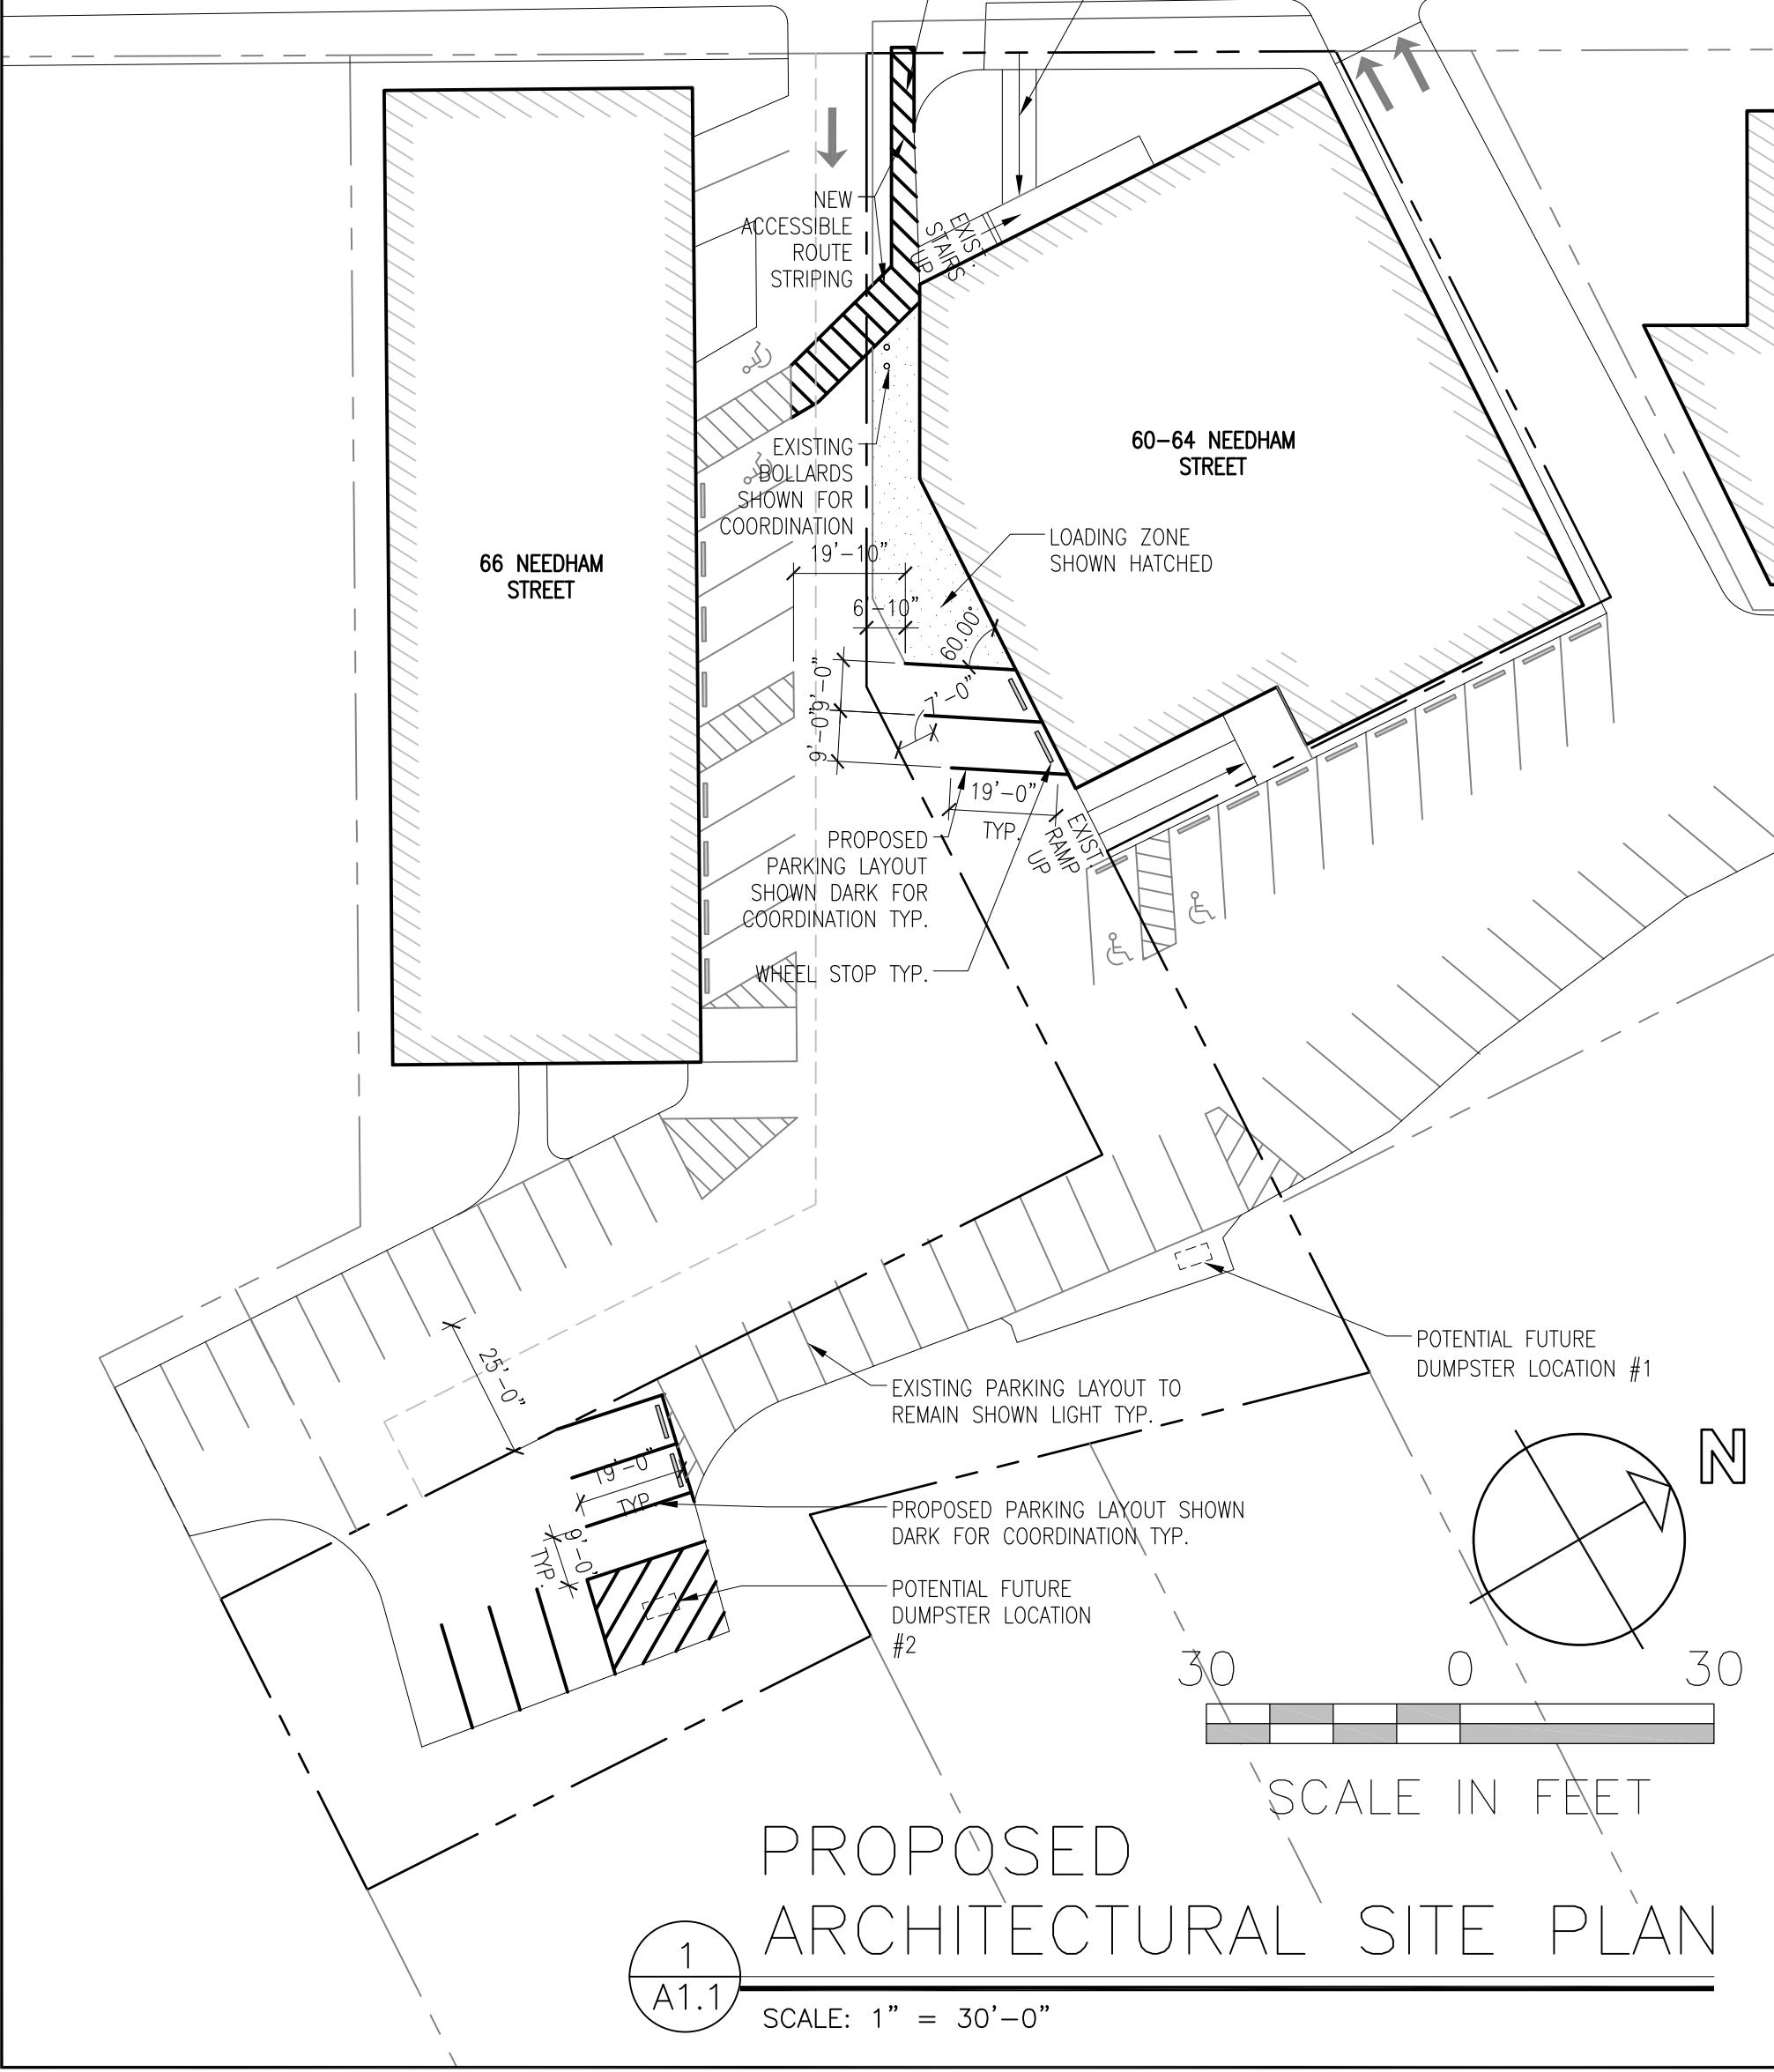 NEW
ACCESSIBLE
ROUTE
STRIPING
EXIST.
STAIRS
UP
60-64 NEEDHAM
STREET
EXISTING
BOLLARDS
SHOWN FOR
COORDINATION
LOADING ZONE
SHOWN HATCHED
66 NEEDHAM
STREET
19'-10"
6'-10"
60.00°
9'-0"
9'-0"
7'-0"
19'-0"
TYP.
EXIST.
RAMP
UP
PROPOSED
PARKING LAYOUT
SHOWN DARK FOR
COORDINATION TYP.
WHEEL STOP TYP.
25'-0"
POTENTIAL FUTURE
DUMPSTER LOCATION #1
EXISTING PARKING LAYOUT TO
REMAIN SHOWN LIGHT TYP.
19'-0"
TYP.
9'-0"
TYP.
PROPOSED PARKING LAYOUT SHOWN
DARK FOR COORDINATION TYP.
POTENTIAL FUTURE
DUMPSTER LOCATION
#2
N
30 0 30
SCALE IN FEET
PROPOSED
ARCHITECTURAL SITE PLAN
1
A1.1
SCALE: 1" = 30'-0"